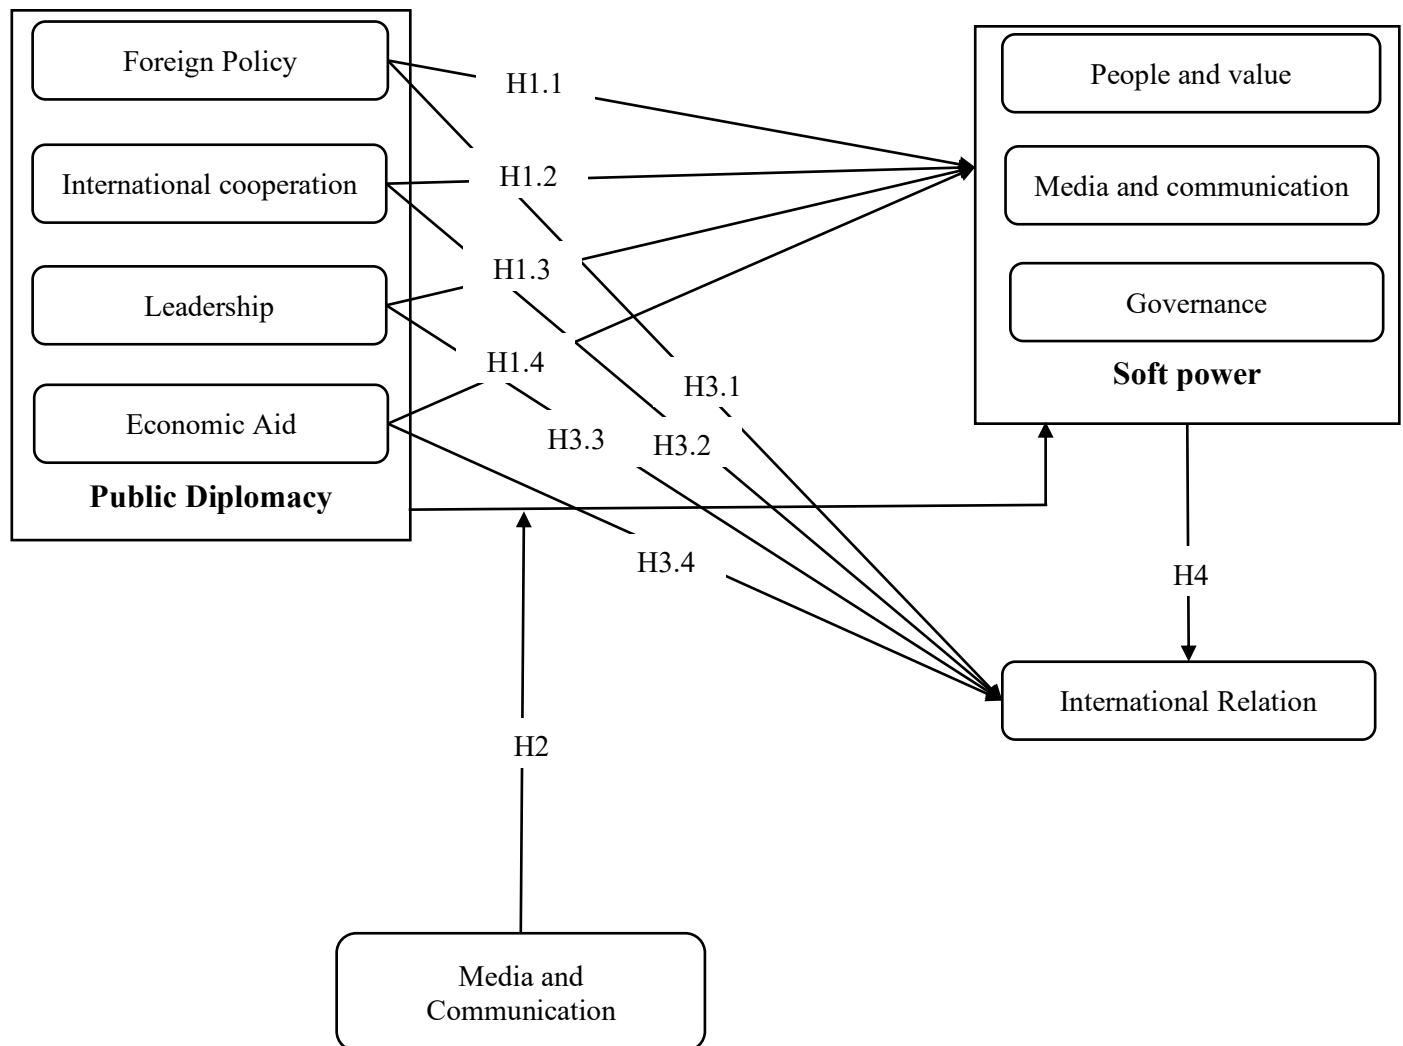 Foreign Policy
International cooperation
Leadership
Economic Aid
Public Diplomacy
H1.1
H1.2
H1.3
H1.4
H3.1
H3.2
H3.3
H3.4
People and value
Media and communication
Governance
Soft power
H4
International Relation
H2
Media and
Communication